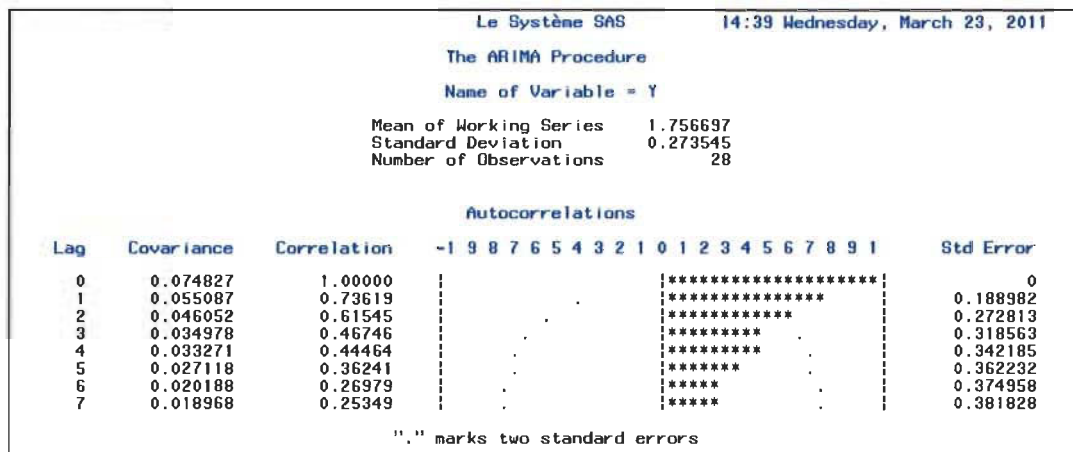 Le Système SAS 14:39 Wednesday, March 23, 2011
The ARIMA Procedure
Name of Variable = Y
Mean of Working Series 1.756697
Standard Deviation 0.273545
Number of Observations 28
Autocorrelations
Lag Covariance Correlation -1 9 8 7 6 5 4 3 2 1 0 1 2 3 4 5 6 7 8 9 1 Std Error
0 0.074827 1.00000 | |********************| 0
1 0.055087 0.73619 | . |*************** | 0.188982
2 0.046052 0.61545 | . |************ | 0.272813
3 0.034978 0.46746 | . |********* . | 0.318563
4 0.033271 0.44464 | . |********* . | 0.342185
5 0.027118 0.36241 | . |******* . | 0.362232
6 0.020188 0.26979 | . |***** . | 0.374958
7 0.018968 0.25349 | . |***** . | 0.381828
"." marks two standard errors